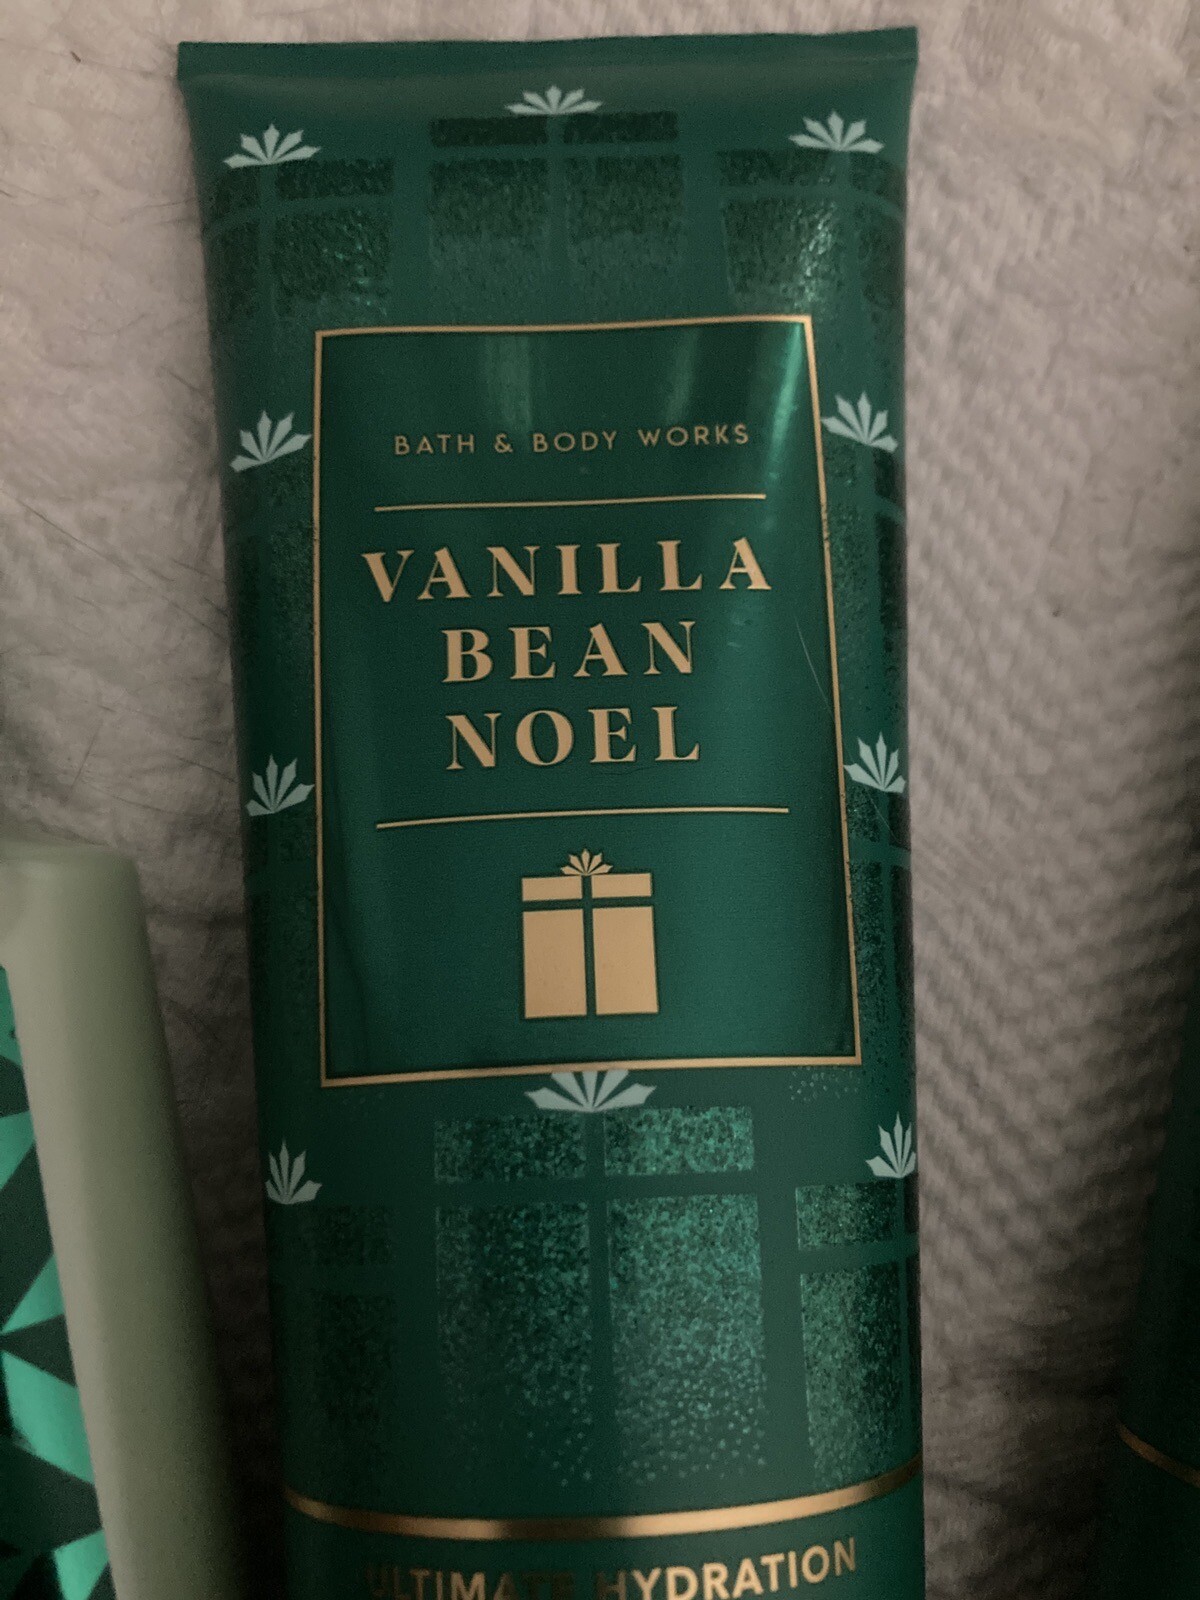 BATH & BODY WORKS
VANILLA
BEAN
NOEL
ULTIMATE HYDRATION